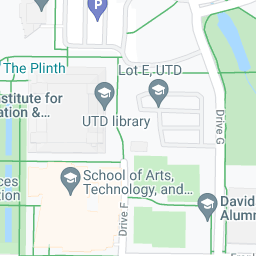 P
The Plinth
Lot E, UTD
stitute for
ation & ...
UTD library
Drive G
School of Arts,
Technology, and...
ces
tion
David
Alumn
Drive F